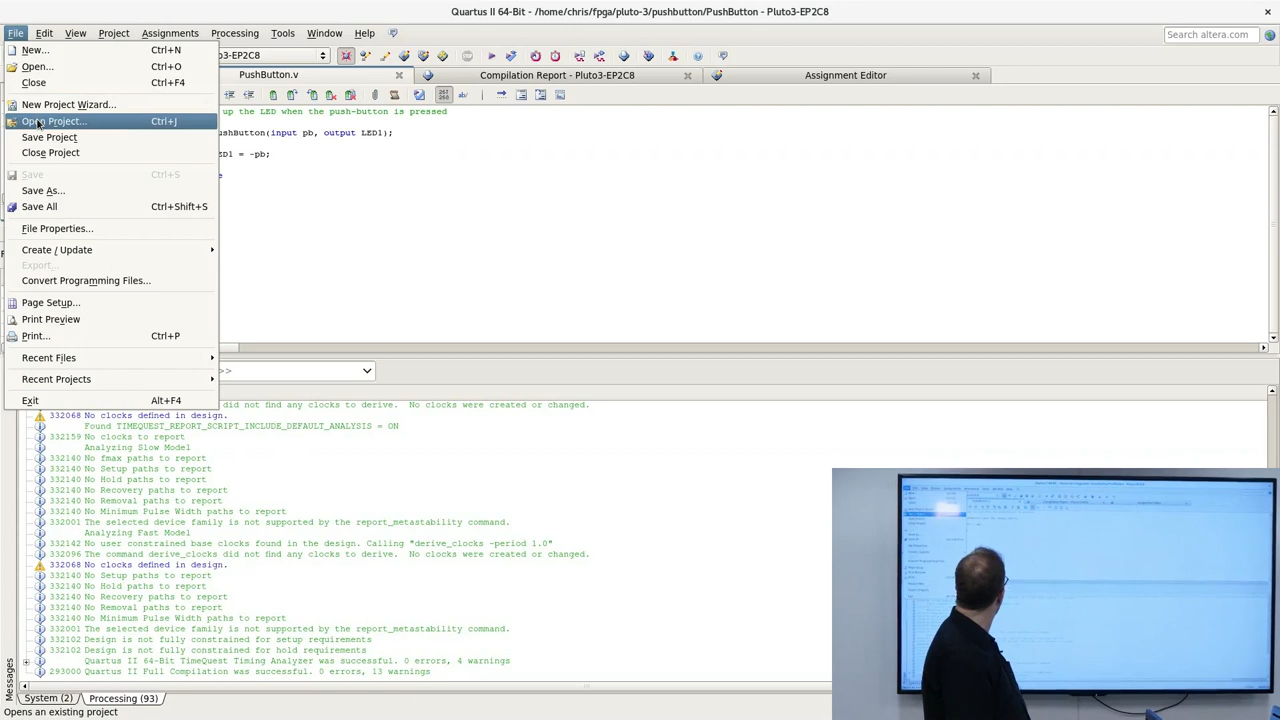 Quartus II 64-Bit - /home/chris/fpga/pluto-3/pushbutton/PushButton - Pluto3-EP2C8
File Edit View Project Assignments Processing Tools Window Help
Search altera.com
New... Ctrl+N
Open... Ctrl+O
Close Ctrl+F4
New Project Wizard...
Open Project... Ctrl+J
Save Project
Close Project
Save Ctrl+S
Save As...
Save All Ctrl+Shift+S
File Properties...
Create / Update
Export...
Convert Programming Files...
Page Setup...
Print Preview
Print... Ctrl+P
Recent Files
Recent Projects
Exit Alt+F4
o3-EP2C8
PushButton.v
Compilation Report - Pluto3-EP2C8
Assignment Editor
267
268
ab/
up the LED when the push-button is pressed
ushButton(input pb, output LED1);
ED1 = ~pb;
e
>>
did not find any clocks to derive. No clocks were created or changed.
332068 No clocks defined in design.
Found TIMEQUEST_REPORT_SCRIPT_INCLUDE_DEFAULT_ANALYSIS = ON
332159 No clocks to report
Analyzing Slow Model
332140 No fmax paths to report
332140 No Setup paths to report
332140 No Hold paths to report
332140 No Recovery paths to report
332140 No Removal paths to report
332140 No Minimum Pulse Width paths to report
332001 The selected device family is not supported by the report_metastability command.
Analyzing Fast Model
332142 No user constrained base clocks found in the design. Calling "derive_clocks -period 1.0"
332096 The command derive_clocks did not find any clocks to derive. No clocks were created or changed.
332068 No clocks defined in design.
332140 No Setup paths to report
332140 No Hold paths to report
332140 No Recovery paths to report
332140 No Removal paths to report
332140 No Minimum Pulse Width paths to report
332001 The selected device family is not supported by the report_metastability command.
332102 Design is not fully constrained for setup requirements
332102 Design is not fully constrained for hold requirements
Quartus II 64-Bit TimeQuest Timing Analyzer was successful. 0 errors, 4 warnings
293000 Quartus II Full Compilation was successful. 0 errors, 13 warnings
Messages
System (2) Processing (93)
Opens an existing project